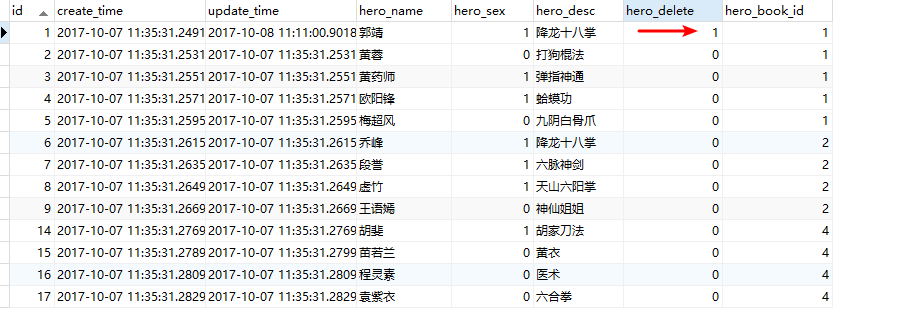 id create_time update_time hero_name hero_sex hero_desc hero_delete hero_book_id
1 2017-10-07 11:35:31.2491 2017-10-08 11:11:00.9018 郭靖 1 降龙十八掌 1 1
2 2017-10-07 11:35:31.2531 2017-10-07 11:35:31.2531 黄蓉 0 打狗棍法 0 1
3 2017-10-07 11:35:31.2551 2017-10-07 11:35:31.2551 黄药师 1 弹指神通 0 1
4 2017-10-07 11:35:31.2571 2017-10-07 11:35:31.2571 欧阳锋 1 蛤蟆功 0 1
5 2017-10-07 11:35:31.2595 2017-10-07 11:35:31.2595 梅超风 0 九阴白骨爪 0 1
6 2017-10-07 11:35:31.2615 2017-10-07 11:35:31.2615 乔峰 1 降龙十八掌 0 2
7 2017-10-07 11:35:31.2635 2017-10-07 11:35:31.2635 段誉 1 六脉神剑 0 2
8 2017-10-07 11:35:31.2649 2017-10-07 11:35:31.2649 虚竹 1 天山六阳掌 0 2
9 2017-10-07 11:35:31.2669 2017-10-07 11:35:31.2669 王语嫣 0 神仙姐姐 0 2
14 2017-10-07 11:35:31.2769 2017-10-07 11:35:31.2769 胡斐 1 胡家刀法 0 4
15 2017-10-07 11:35:31.2799 2017-10-07 11:35:31.2799 苗若兰 0 黄衣 0 4
16 2017-10-07 11:35:31.2809 2017-10-07 11:35:31.2809 程灵素 0 医术 0 4
17 2017-10-07 11:35:31.2829 2017-10-07 11:35:31.2829 袁紫衣 0 六合拳 0 4